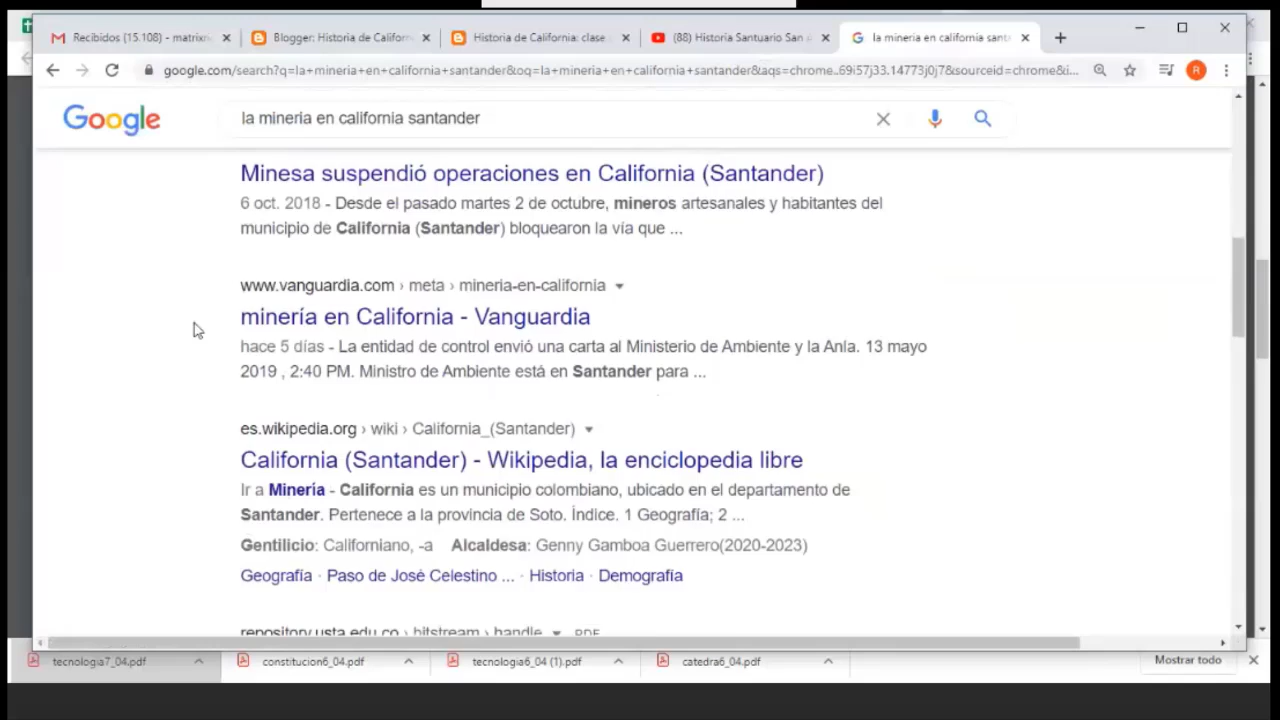 Recibidos (15.108) - matrix
Blogger: Historia de Californ
Historia de California: clase
(88) Historia Santuario San
la mineria en california sant
google.com/search?q=la+mineria+en+california+santander&oq=la+mineria+en+california+santander&aqs=chrome..69i57j33.14773j0j7&sourceid=chrome&i...
R
Google
la mineria en california santander
Minesa suspendió operaciones en California (Santander)
6 oct. 2018 - Desde el pasado martes 2 de octubre, mineros artesanales y habitantes del
municipio de California (Santander) bloquearon la vía que ...
www.vanguardia.com › meta › mineria-en-california
minería en California - Vanguardia
hace 5 días - La entidad de control envió una carta al Ministerio de Ambiente y la Anla. 13 mayo
2019 , 2:40 PM. Ministro de Ambiente está en Santander para ...
es.wikipedia.org › wiki › California_(Santander)
California (Santander) - Wikipedia, la enciclopedia libre
Ir a Minería - California es un municipio colombiano, ubicado en el departamento de
Santander. Pertenece a la provincia de Soto. Índice. 1 Geografía; 2 ...
Gentilicio: Californiano, -a Alcaldesa: Genny Gamboa Guerrero(2020-2023)
Geografía · Paso de José Celestino ... · Historia · Demografía
repository.usta.edu.co › bitstream › handle PDF
tecnologia7_04.pdf
constitucion6_04.pdf
tecnologia6_04 (1).pdf
catedra6_04.pdf
Mostrar todo